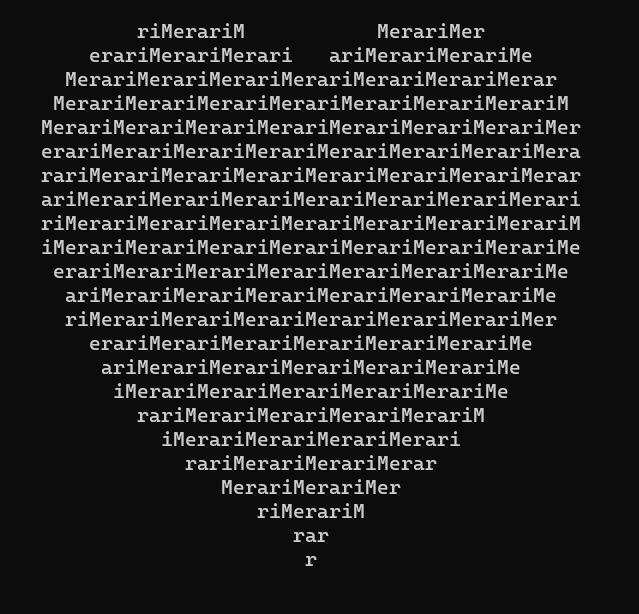 riMerariM           MerariMer
erariMerariMerari   ariMerariMerariMe
MerariMerariMerariMerariMerariMerariMerar
MerariMerariMerariMerariMerariMerariMerariM
MerariMerariMerariMerariMerariMerariMerariMer
erariMerariMerariMerariMerariMerariMerariMera
rariMerariMerariMerariMerariMerariMerariMerar
ariMerariMerariMerariMerariMerariMerariMerari
riMerariMerariMerariMerariMerariMerariMerariM
iMerariMerariMerariMerariMerariMerariMerariMe
erariMerariMerariMerariMerariMerariMerariMe
ariMerariMerariMerariMerariMerariMerariMe
riMerariMerariMerariMerariMerariMerariMer
erariMerariMerariMerariMerariMerariMe
ariMerariMerariMerariMerariMerariMe
iMerariMerariMerariMerariMerariMe
rariMerariMerariMerariMerariM
iMerariMerariMerariMerari
rariMerariMerariMerar
MerariMerariMer
riMerariM
rar
r